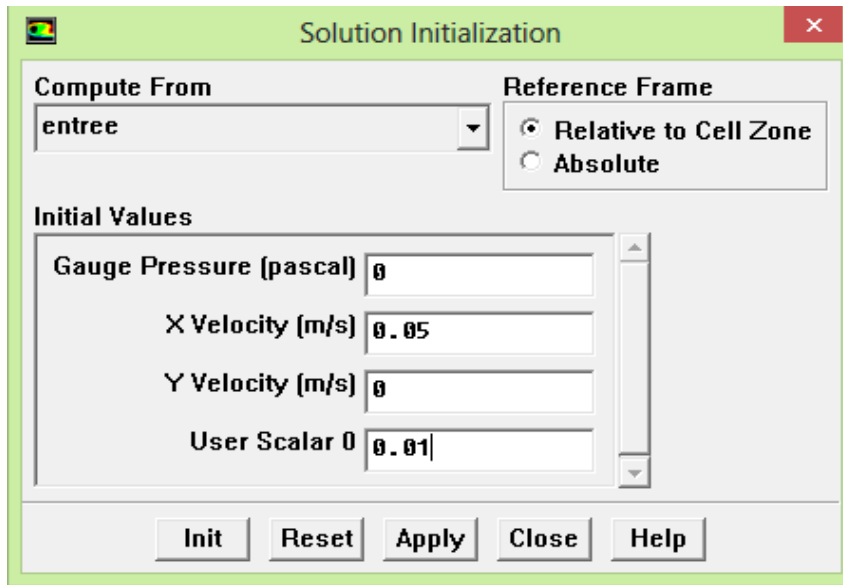 Solution Initialization
Compute From
entree
Reference Frame
Relative to Cell Zone
Absolute
Initial Values
Gauge Pressure (pascal) 0
X Velocity (m/s) 0.05
Y Velocity (m/s) 0
User Scalar 0 0.01
Init Reset Apply Close Help